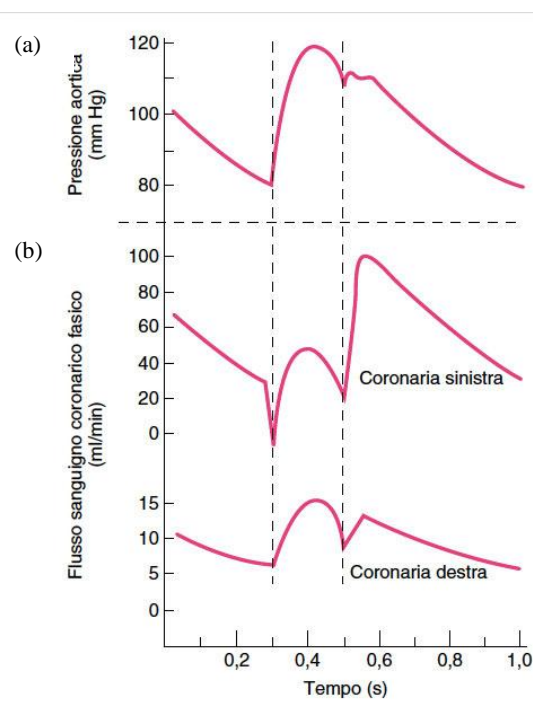 (a)
Pressione aortica
(mm Hg)
120
100
80
(b)
Flusso sanguigno coronarico fasico
(ml/min)
100
80
60
40
20
0
Coronaria sinistra
15
10
5
0
Coronaria destra
0,2 0,4 0,6 0,8 1,0
Tempo (s)